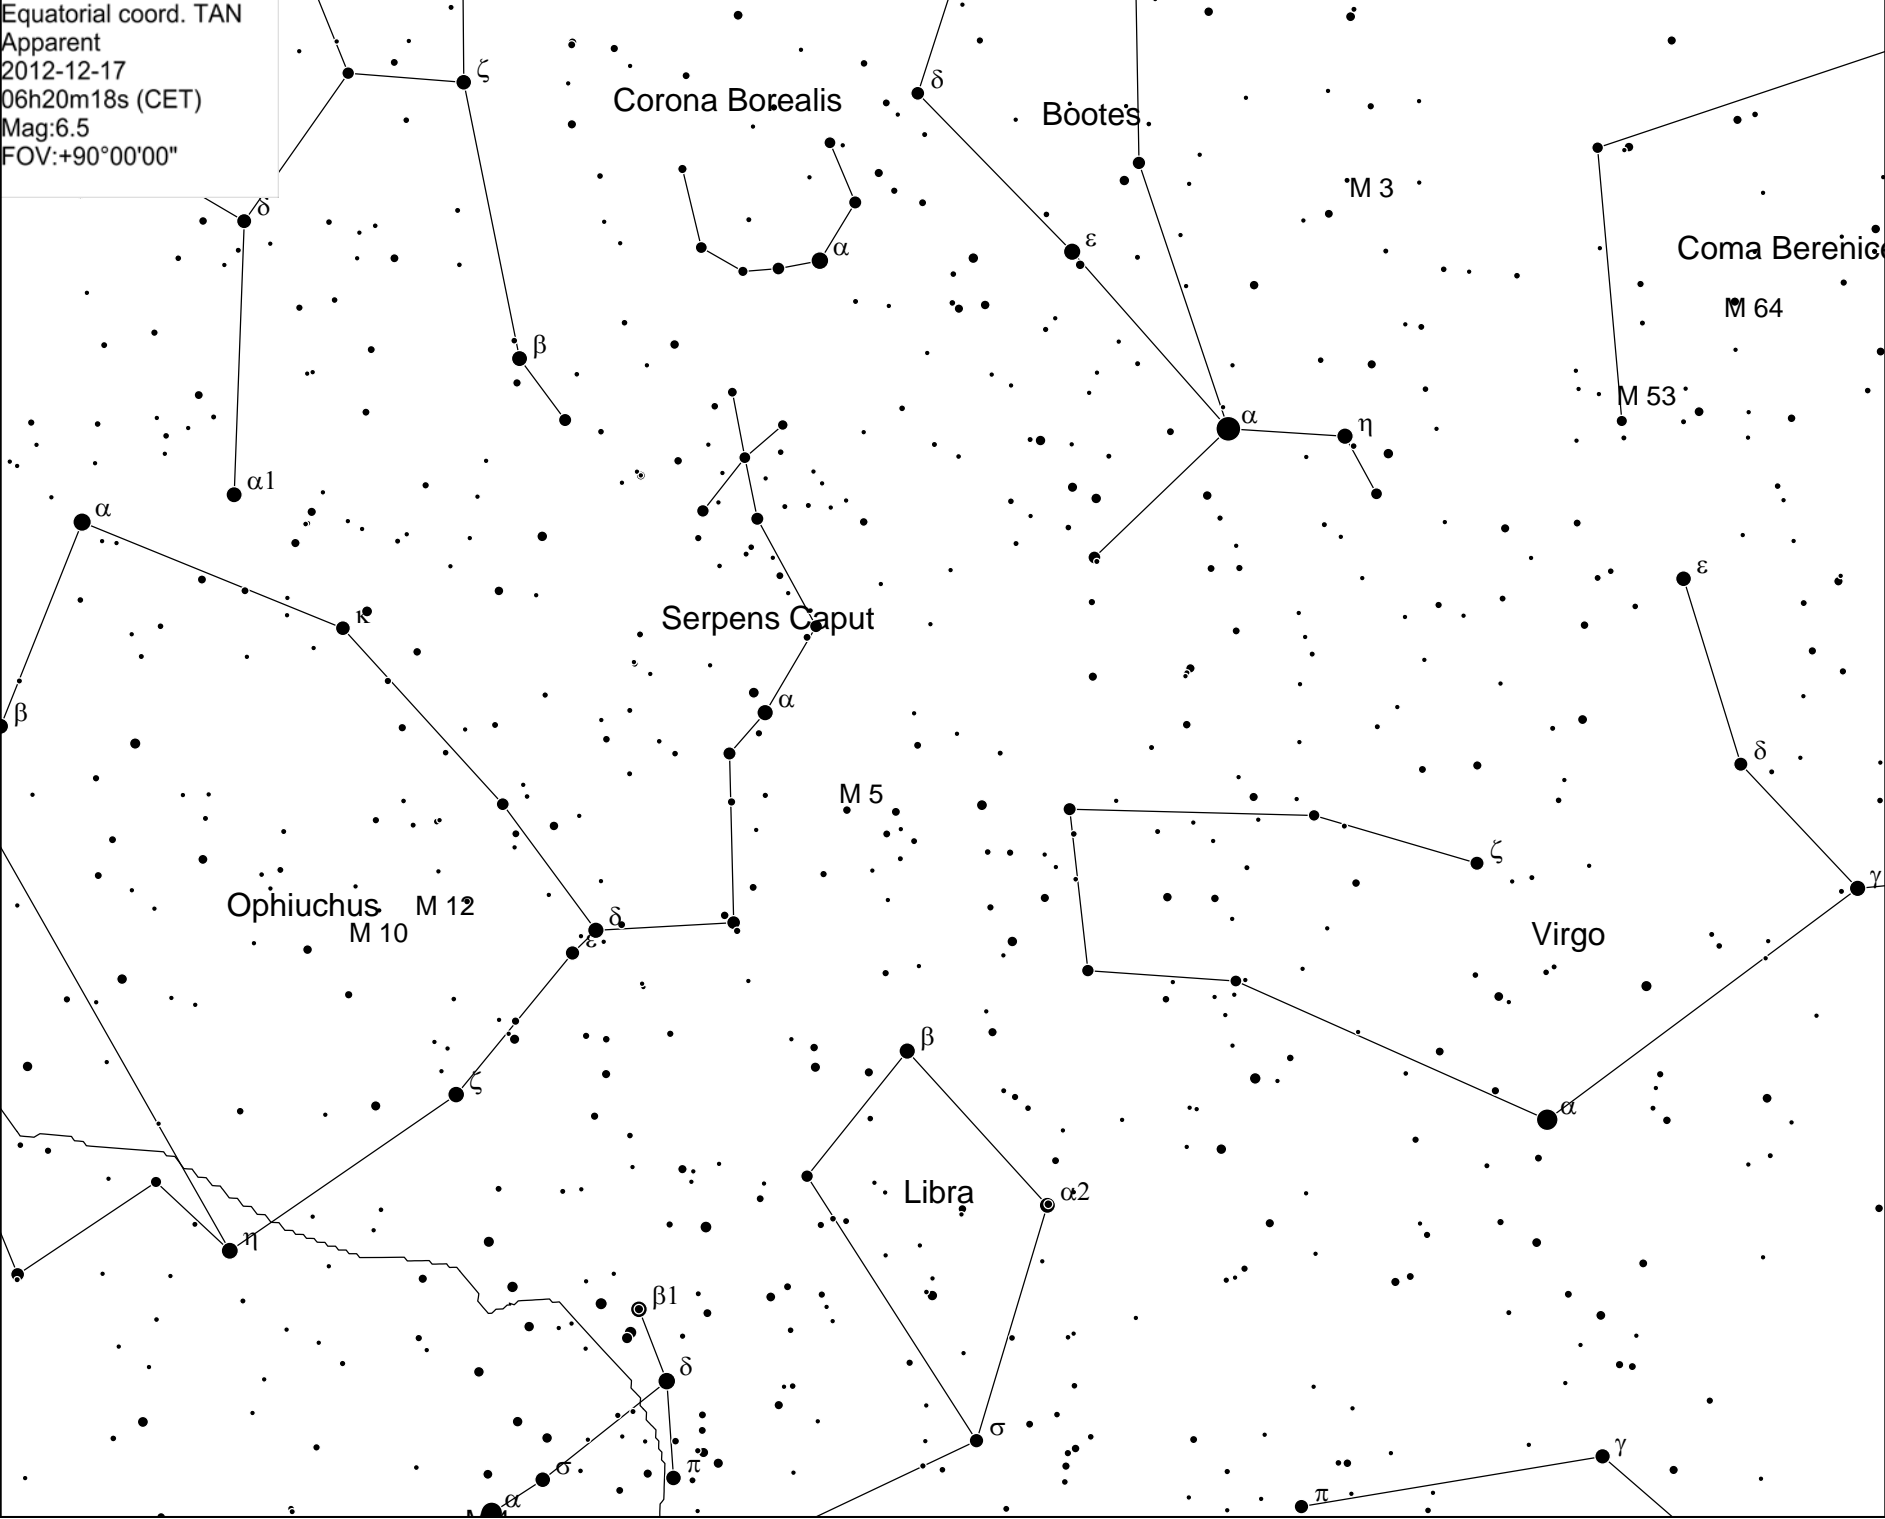 Equatorial coord. TAN
Apparent
2012-12-17
06h20m18s (CET)
Mag:6.5
FOV:+90°00'00"
ζ
δ
Corona Borealis
Bootes
M 3
δ
α
ε
Coma Berenice
M 64
β
M 53
α
η
α1
α
ε
κ
Serpens Caput
α
β
δ
M 5
ζ
γ
Ophiuchus
M 12
δ
M 10
ε
Virgo
β
ζ
α
Libra
α2
η
β1
δ
σ
γ
σ
π
α
π